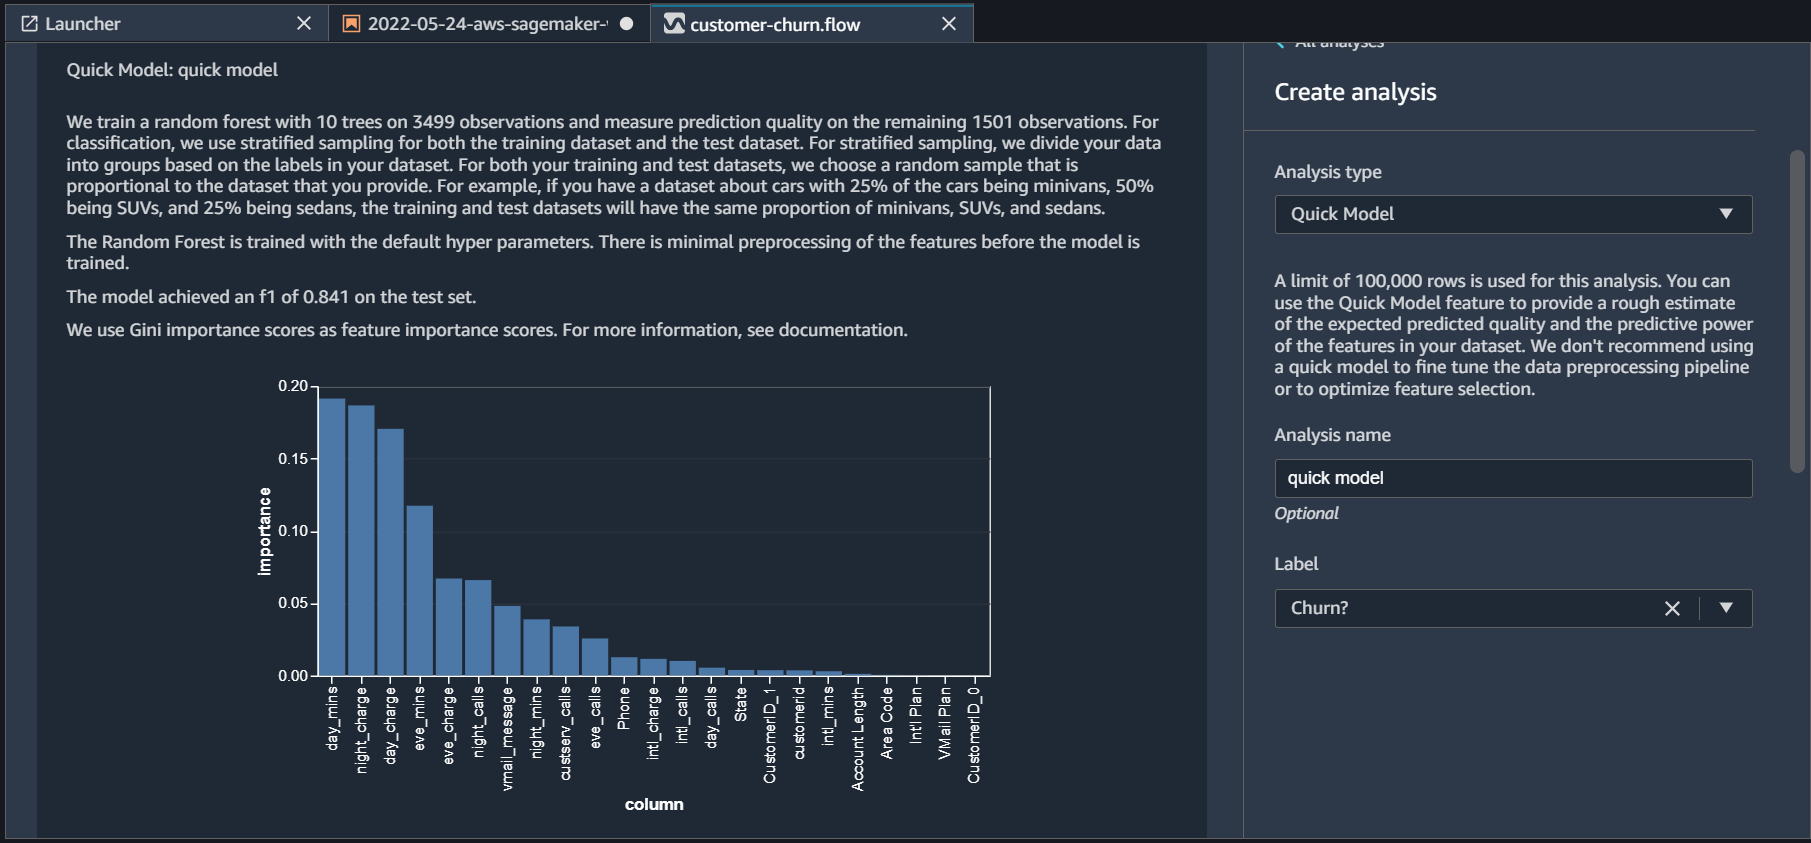 Launcher
2022-05-24-aws-sagemaker-
customer-churn.flow
Quick Model: quick model
We train a random forest with 10 trees on 3499 observations and measure prediction quality on the remaining 1501 observations. For
classification, we use stratified sampling for both the training dataset and the test dataset. For stratified sampling, we divide your data
into groups based on the labels in your dataset. For both your training and test datasets, we choose a random sample that is
proportional to the dataset that you provide. For example, if you have a dataset about cars with 25% of the cars being minivans, 50%
being SUVs, and 25% being sedans, the training and test datasets will have the same proportion of minivans, SUVs, and sedans.
The Random Forest is trained with the default hyper parameters. There is minimal preprocessing of the features before the model is
trained.
The model achieved an f1 of 0.841 on the test set.
We use Gini importance scores as feature importance scores. For more information, see documentation.
0.20
0.15
0.10
0.05
0.00
importance
day_mins
night_charge
day_charge
eve_mins
eve_charge
night_calls
vmail_message
night_mins
custserv_calls
eve_calls
Phone
intl_charge
intl_calls
day_calls
State
CustomerID_1
customerid
intl_mins
Account Length
Area Code
Int'l Plan
VMail Plan
CustomerID_0
column
All analyses
Create analysis
Analysis type
Quick Model
A limit of 100,000 rows is used for this analysis. You can
use the Quick Model feature to provide a rough estimate
of the expected predicted quality and the predictive power
of the features in your dataset. We don't recommend using
a quick model to fine tune the data preprocessing pipeline
or to optimize feature selection.
Analysis name
quick model
Optional
Label
Churn?